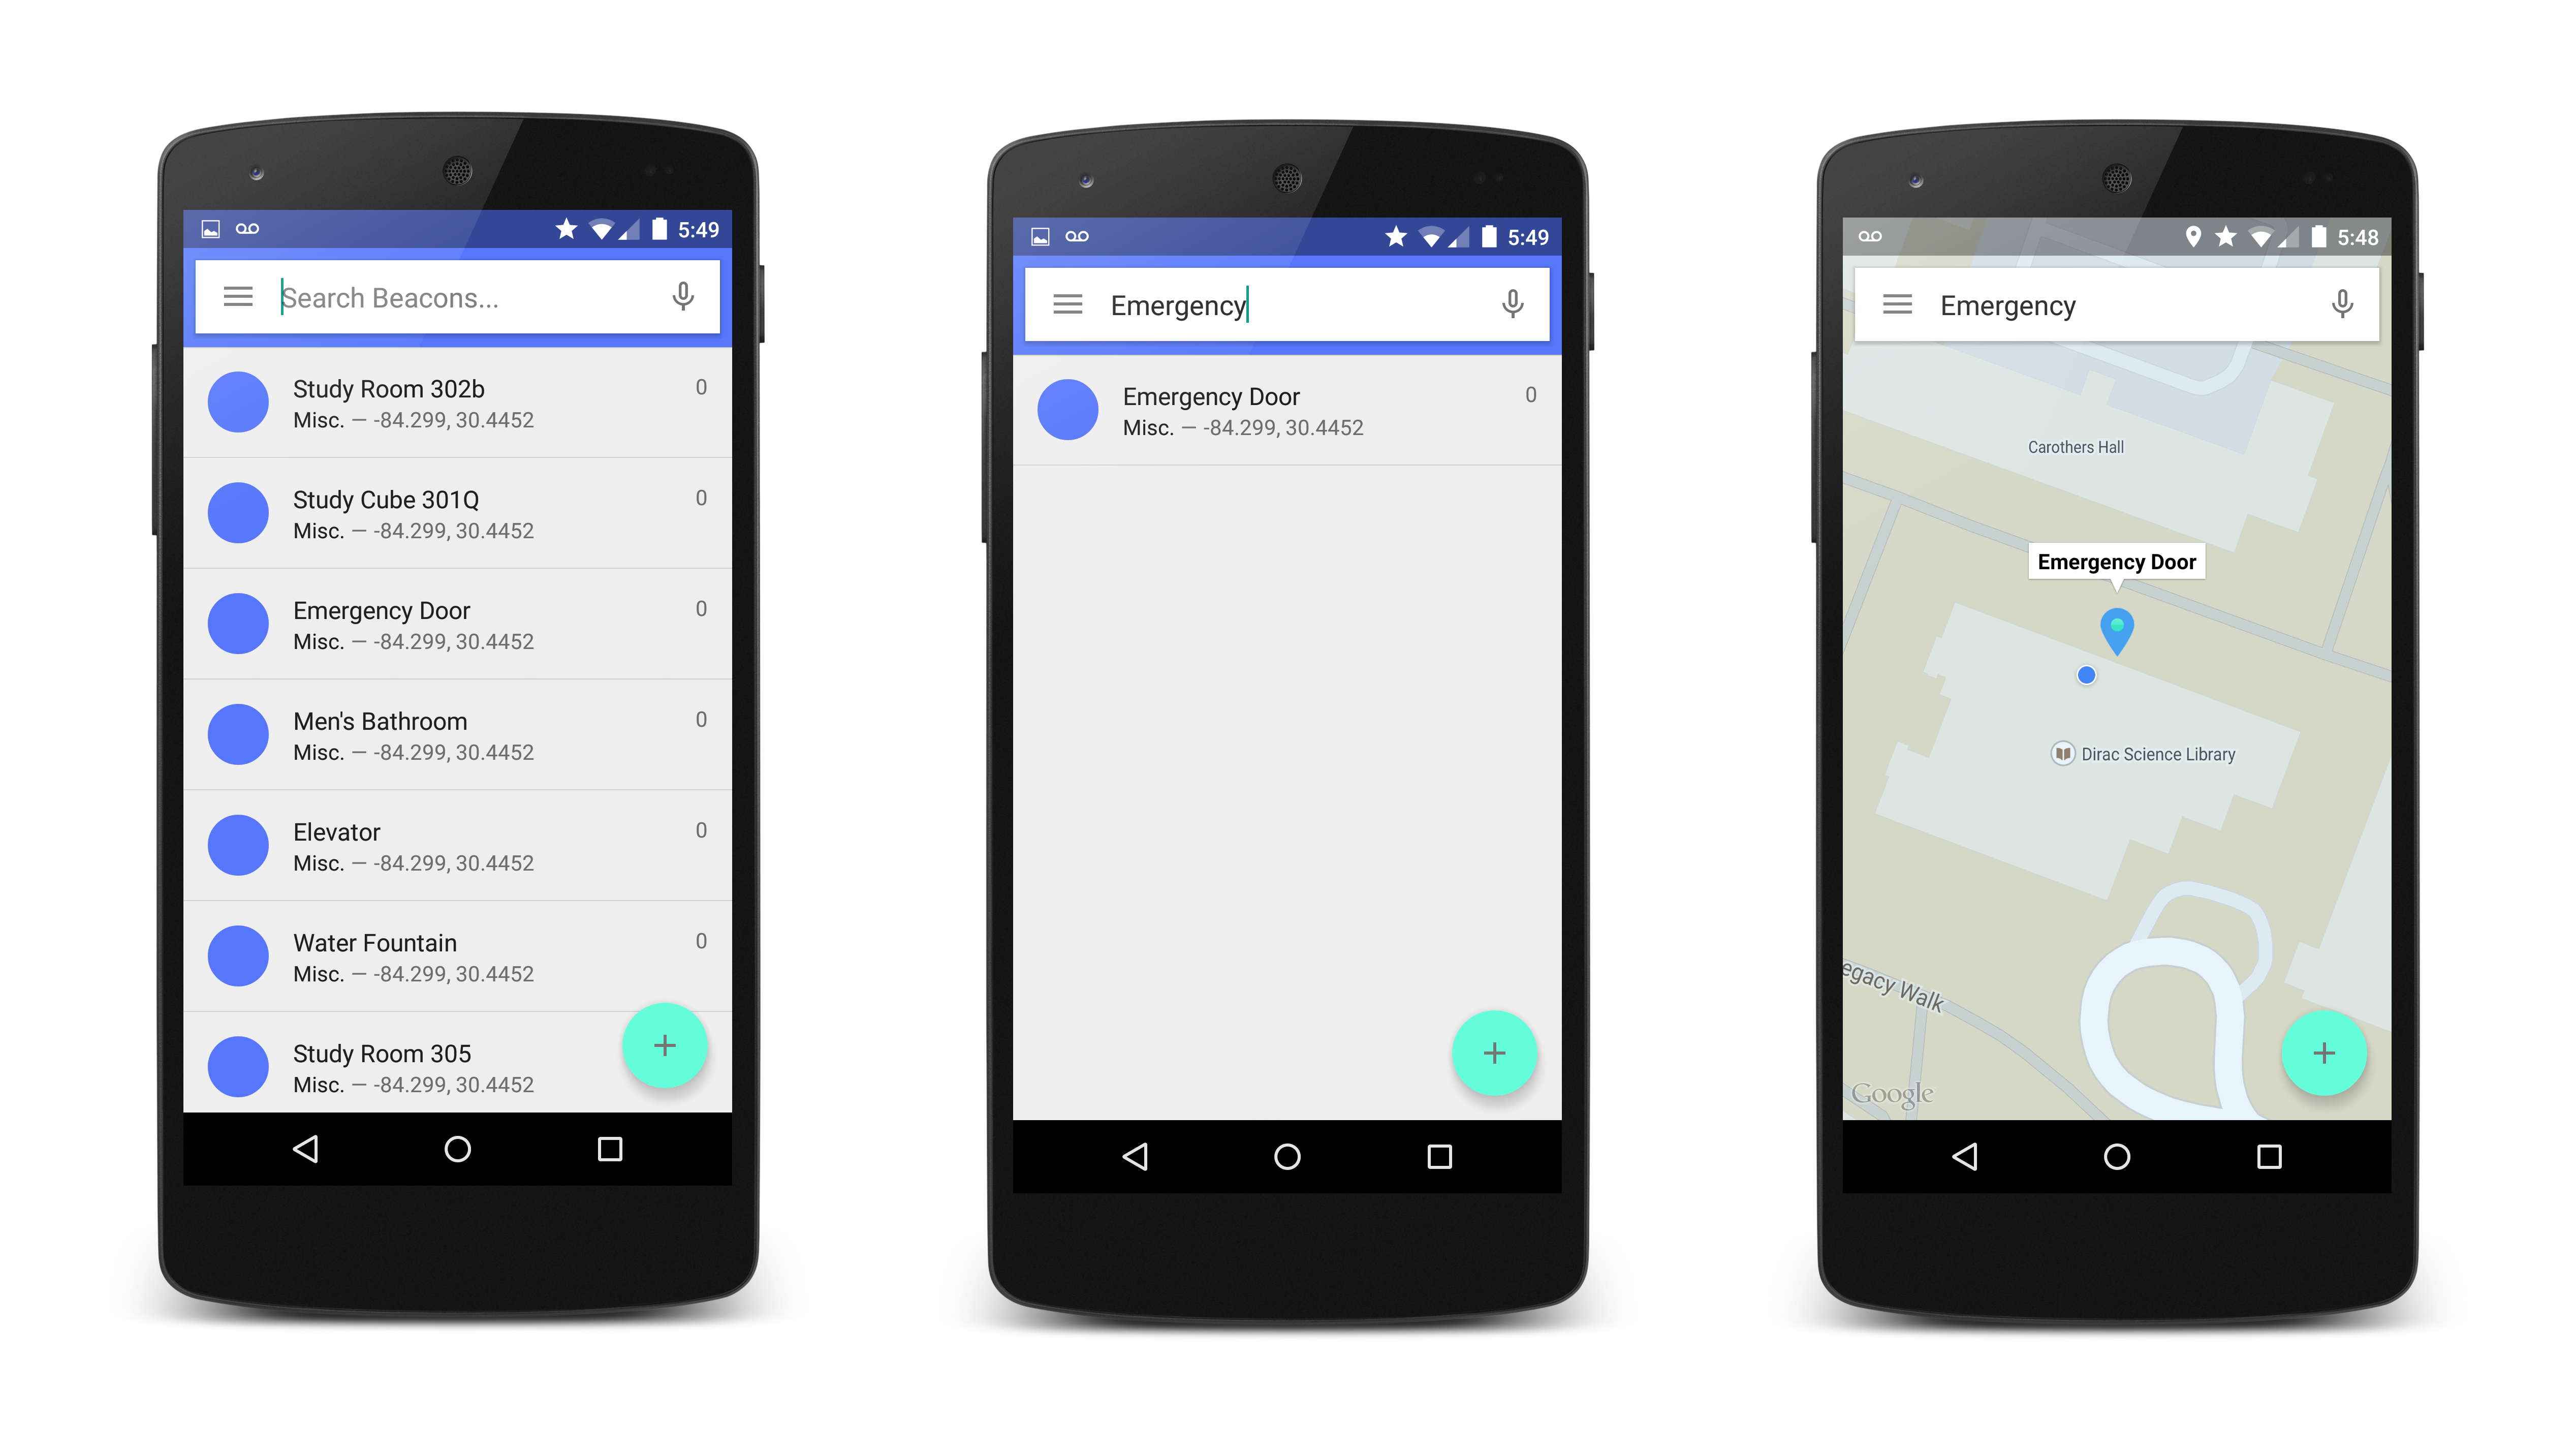 5:49
Search Beacons...
Study Room 302b
0
Misc. — -84.299, 30.4452
Study Cube 301Q
0
Misc. — -84.299, 30.4452
Emergency Door
0
Misc. — -84.299, 30.4452
Men's Bathroom
0
Misc. — -84.299, 30.4452
Elevator
0
Misc. — -84.299, 30.4452
Water Fountain
0
Misc. — -84.299, 30.4452
Study Room 305
Misc. — -84.299, 30.4452
5:49
Emergency
Emergency Door
0
Misc. — -84.299, 30.4452
5:48
Emergency
Carothers Hall
Emergency Door
Dirac Science Library
egacy Walk
Google